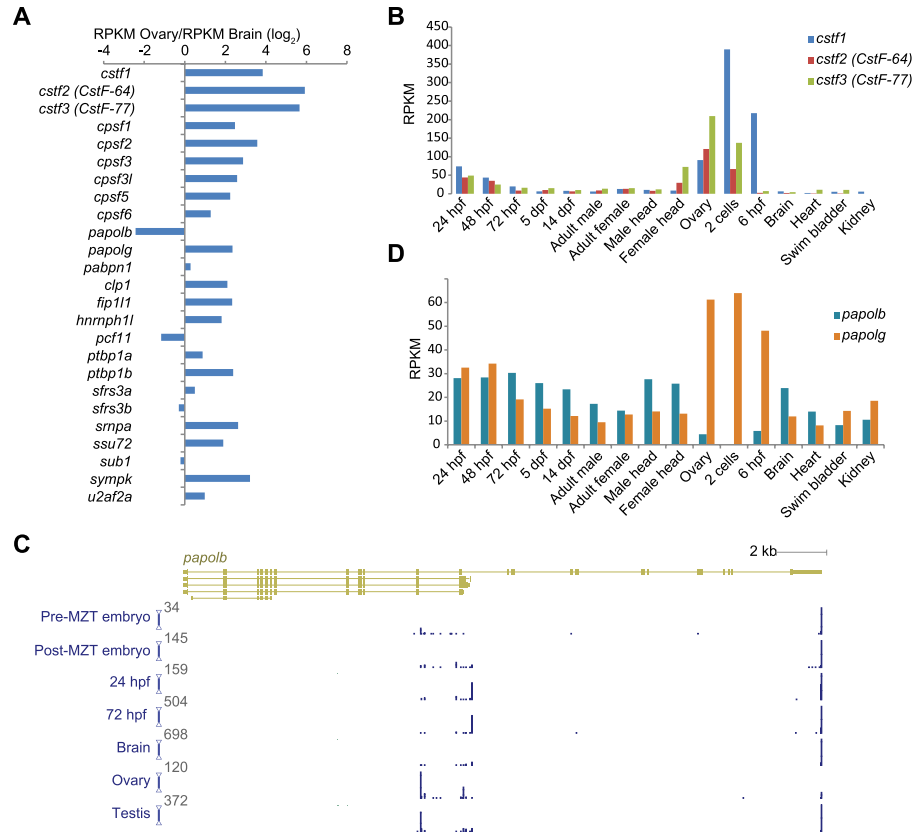 A
RPKM Ovary/RPKM Brain (log2)
-4 -2 0 2 4 6 8
cstf1
cstf2 (CstF-64)
cstf3 (CstF-77)
cpsf1
cpsf2
cpsf3
cpsf3l
cpsf5
cpsf6
papolb
papolg
pabpn1
clp1
fip1l1
hnrnph1l
pcf11
ptbp1a
ptbp1b
sfrs3a
sfrs3b
srnpa
ssu72
sub1
sympk
u2af2a
B
RPKM
450
400
350
300
250
200
150
100
50
0
cstf1
cstf2 (CstF-64)
cstf3 (CstF-77)
24 hpf
48 hpf
72 hpf
5 dpf
14 dpf
Adult male
Adult female
Male head
Female head
Ovary
2 cells
6 hpf
Brain
Heart
Swim bladder
Kidney
D
RPKM
60
50
40
30
20
10
0
papolb
papolg
24 hpf
48 hpf
72 hpf
5 dpf
14 dpf
Adult male
Adult female
Male head
Female head
Ovary
2 cells
6 hpf
Brain
Heart
Swim bladder
Kidney
C
papolb
2 kb
34
Pre-MZT embryo
145
Post-MZT embryo
159
24 hpf
504
72 hpf
698
Brain
120
Ovary
372
Testis